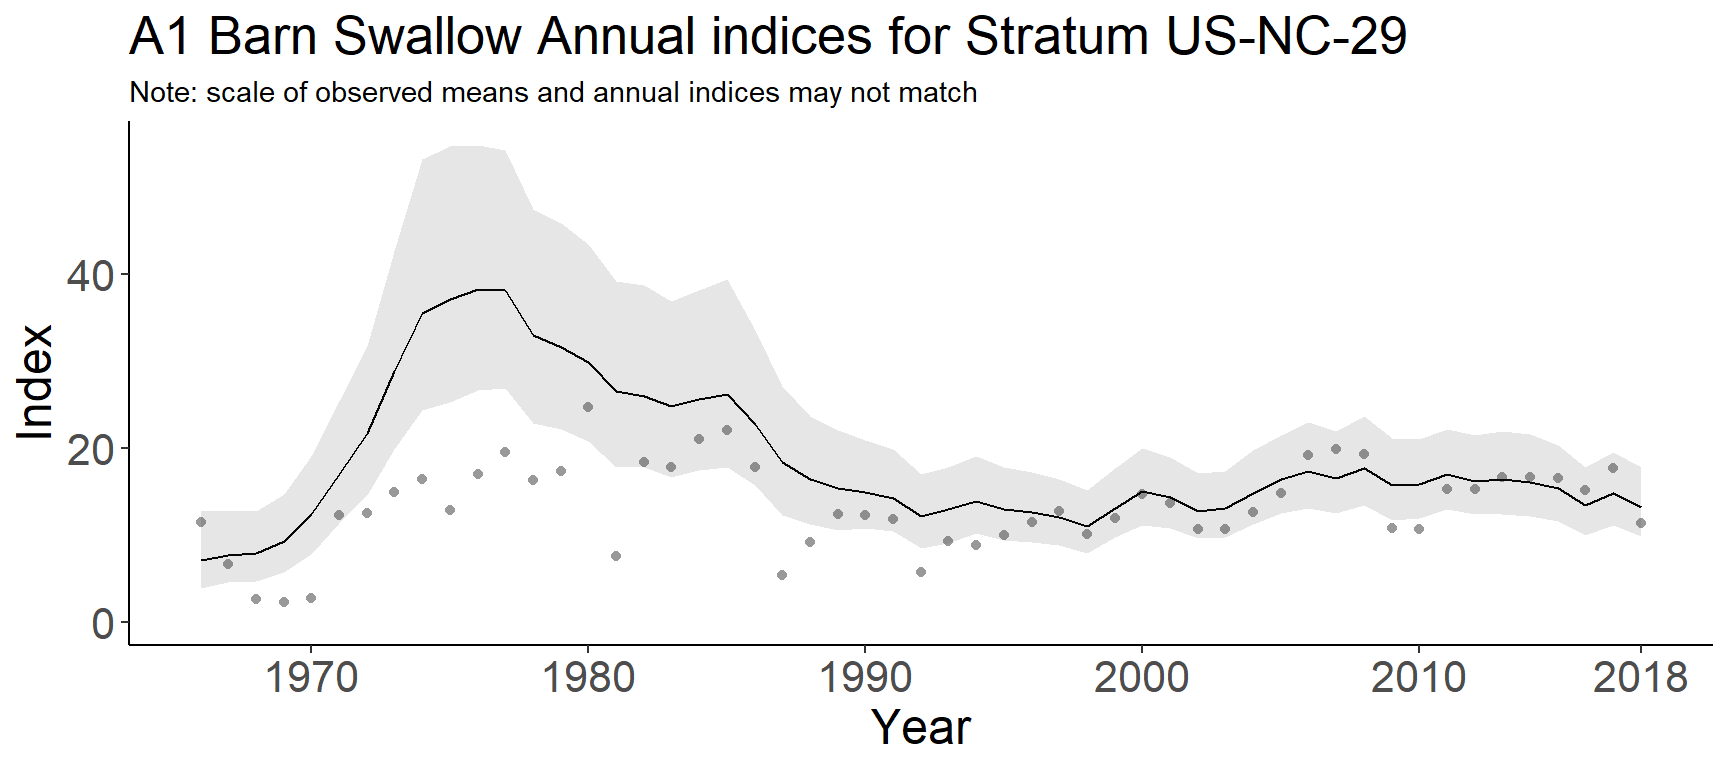 A1 Barn Swallow Annual indices for Stratum US-NC-29
Note: scale of observed means and annual indices may not match
Index
40
20
0
1970 1980 1990 2000 2010 2018
Year